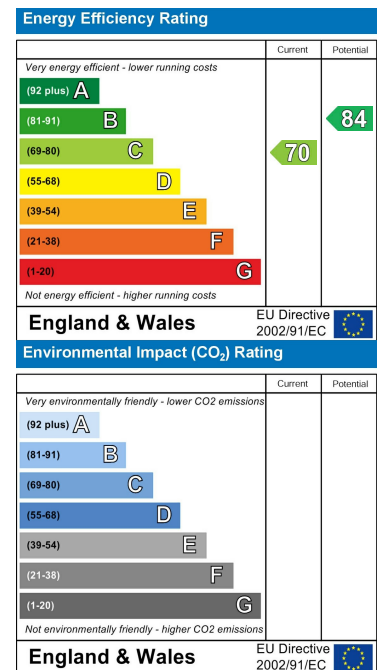 Energy Efficiency Rating
Current Potential
Very energy efficient - lower running costs
(92 plus) A
(81-91) B
84
(69-80) C
70
(55-68) D
(39-54) E
(21-38) F
(1-20) G
Not energy efficient - higher running costs
England & Wales
EU Directive
2002/91/EC
Environmental Impact (CO₂) Rating
Current Potential
Very environmentally friendly - lower CO2 emissions
(92 plus) A
(81-91) B
(69-80) C
(55-68) D
(39-54) E
(21-38) F
(1-20) G
Not environmentally friendly - higher CO2 emissions
England & Wales
EU Directive
2002/91/EC